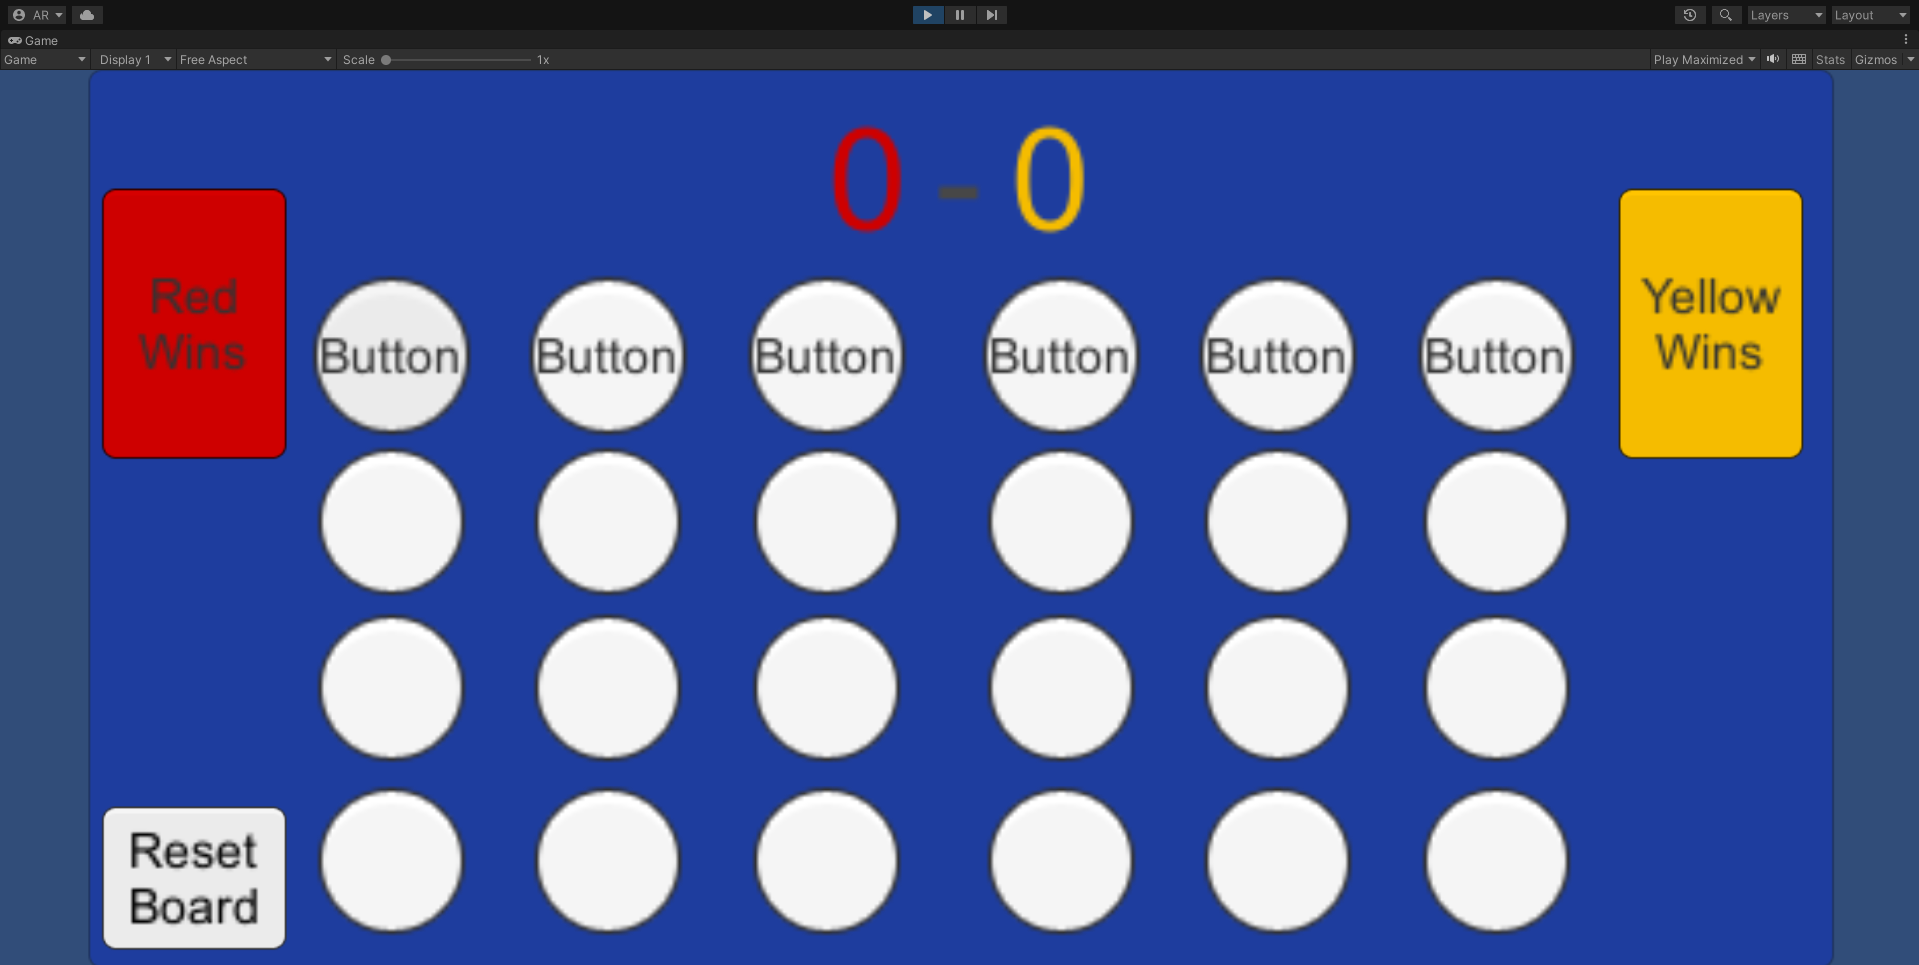 AR
Layers
Layout
Game
Game
Display 1
Free Aspect
Scale
1x
Play Maximized
Stats
Gizmos
0 - 0
Red
Wins
Yellow
Wins
Button
Button
Button
Button
Button
Button
Reset
Board